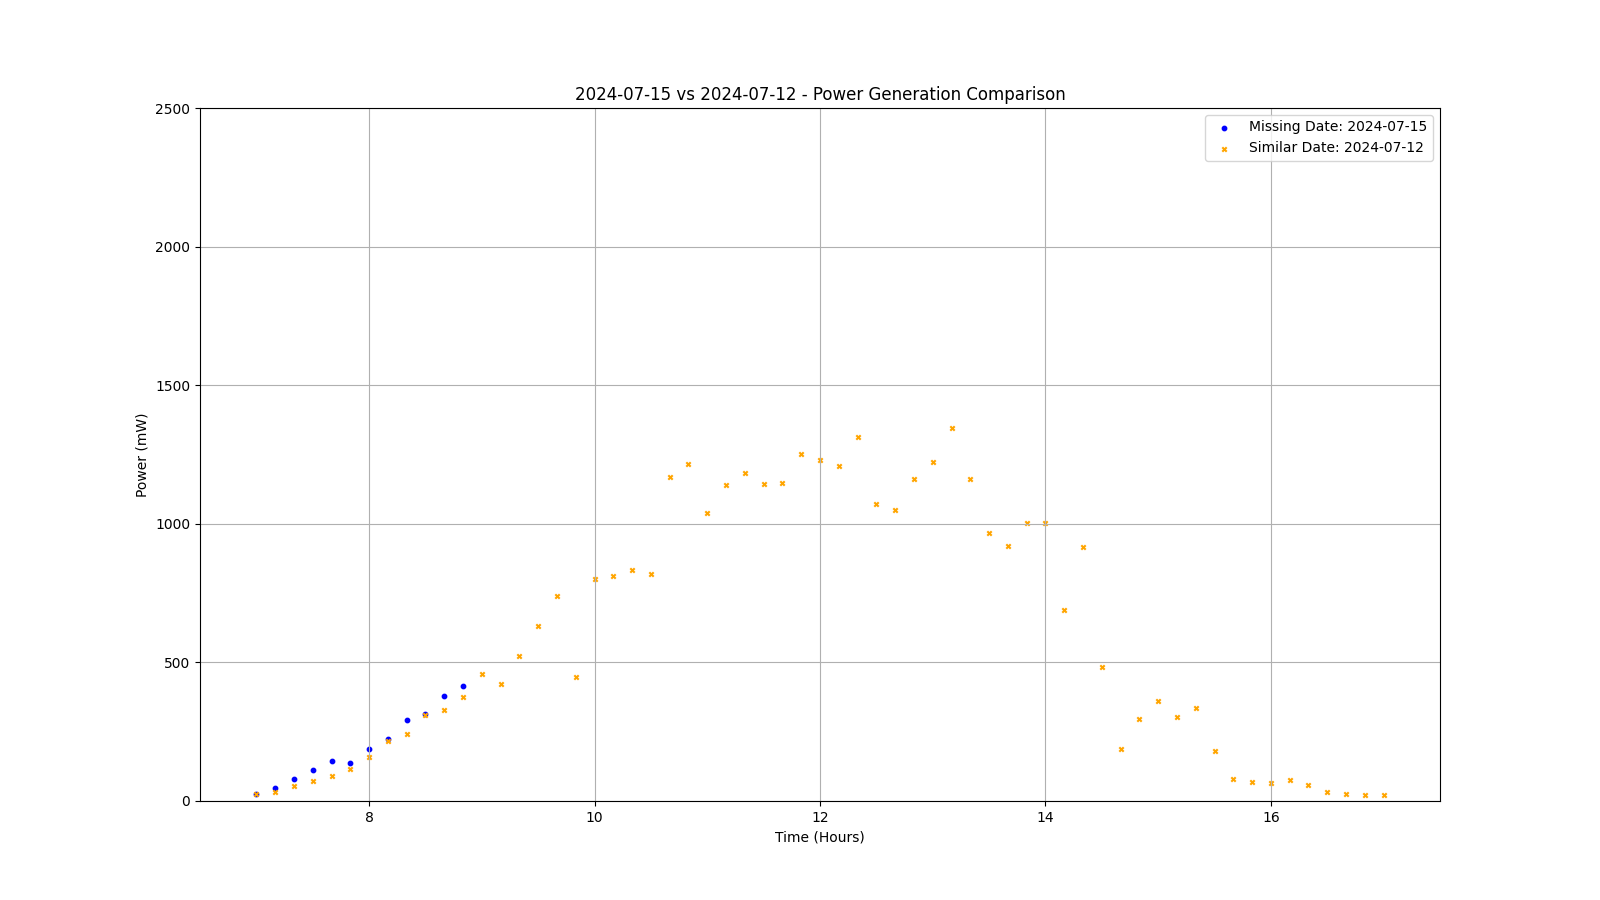 2024-07-15 vs 2024-07-12 - Power Generation Comparison
Missing Date: 2024-07-15
Similar Date: 2024-07-12
2500
2000
1500
1000
500
0
Power (mW)
8
10
12
14
16
Time (Hours)